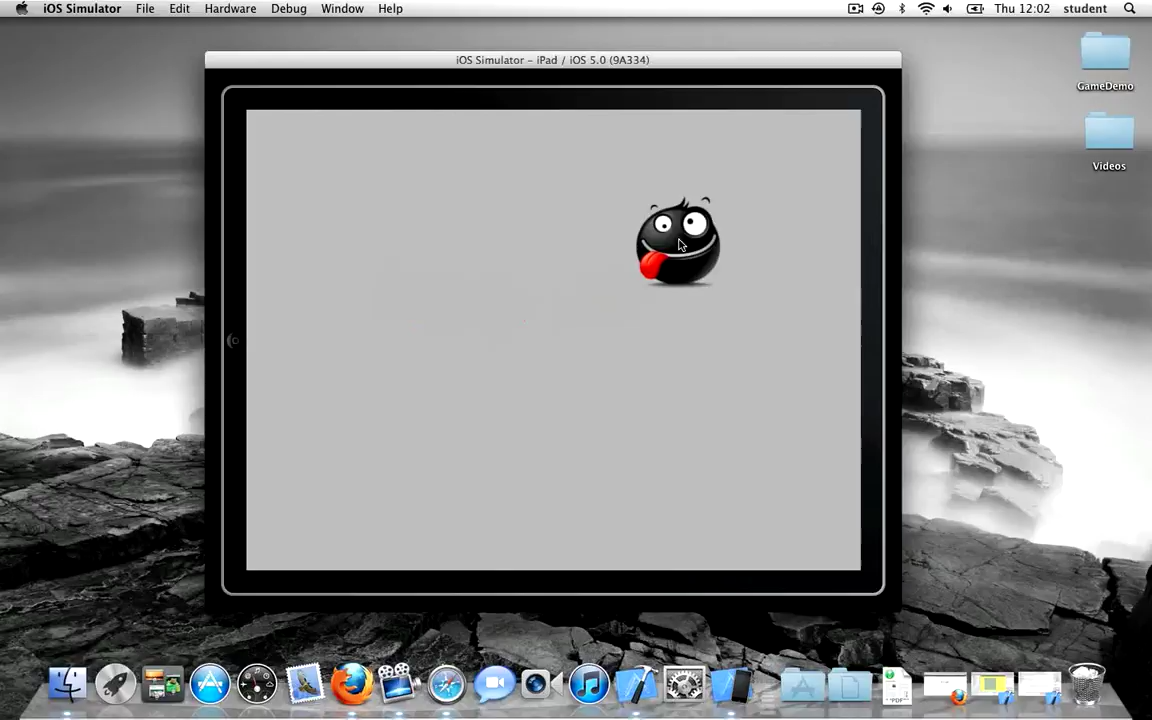 iOS Simulator File Edit Hardware Debug Window Help Thu 12:02 student
iOS Simulator – iPad / iOS 5.0 (9A334)
GameDemo
Videos
PDF